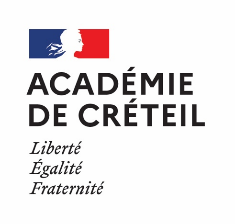 ACADÉMIE
DE CRÉTEIL
Liberté
Égalité
Fraternité